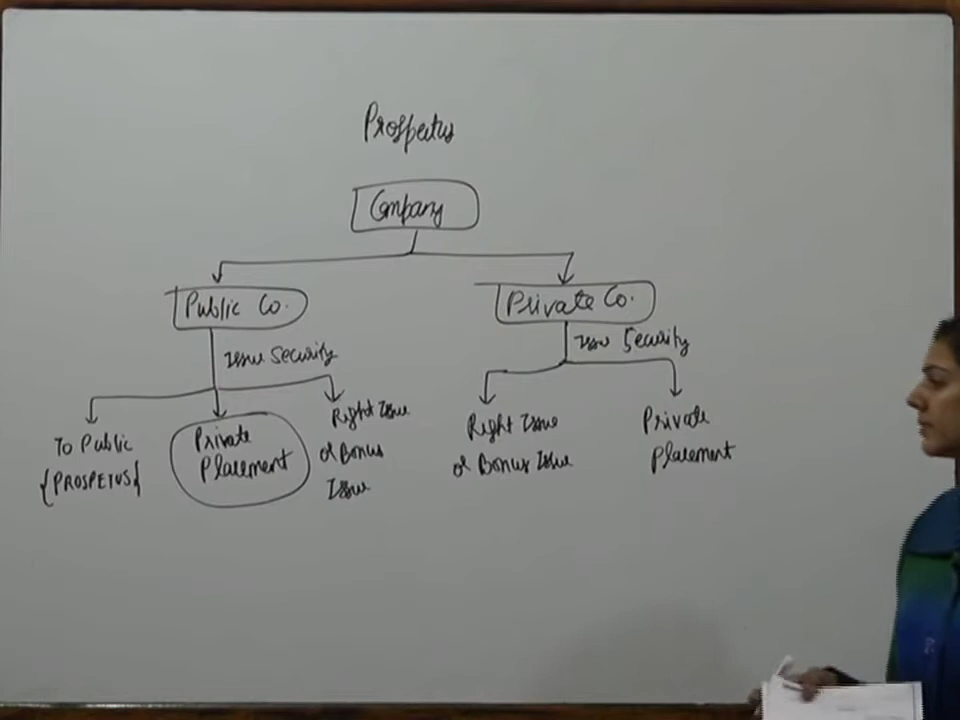 Prospectus
Company
Public Co.
Private Co.
Issue Security
Issue Security
To Public
{PROSPETUS}
Private
Placement
Right Issue
or Bonus
Issue
Right Issue
or Bonus Issue
Private
Placement